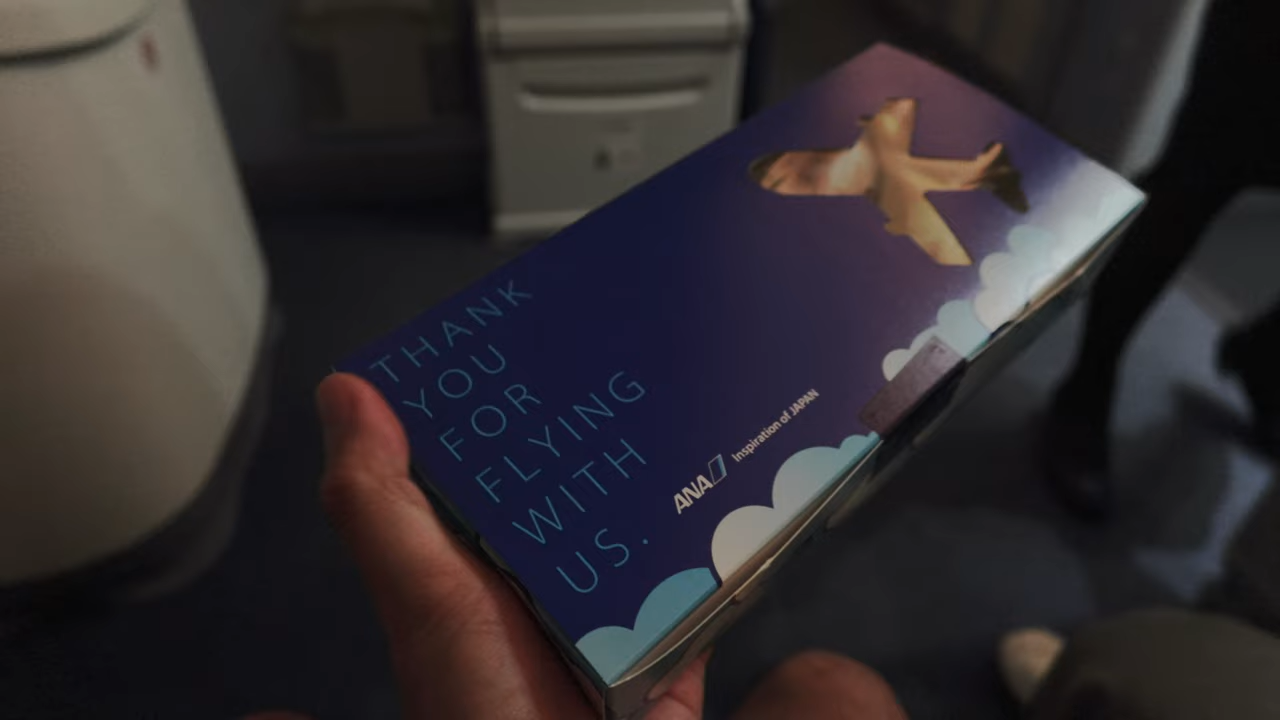 THANK
YOU
FOR
FLYING
WITH
US.
ANA Inspiration of JAPAN